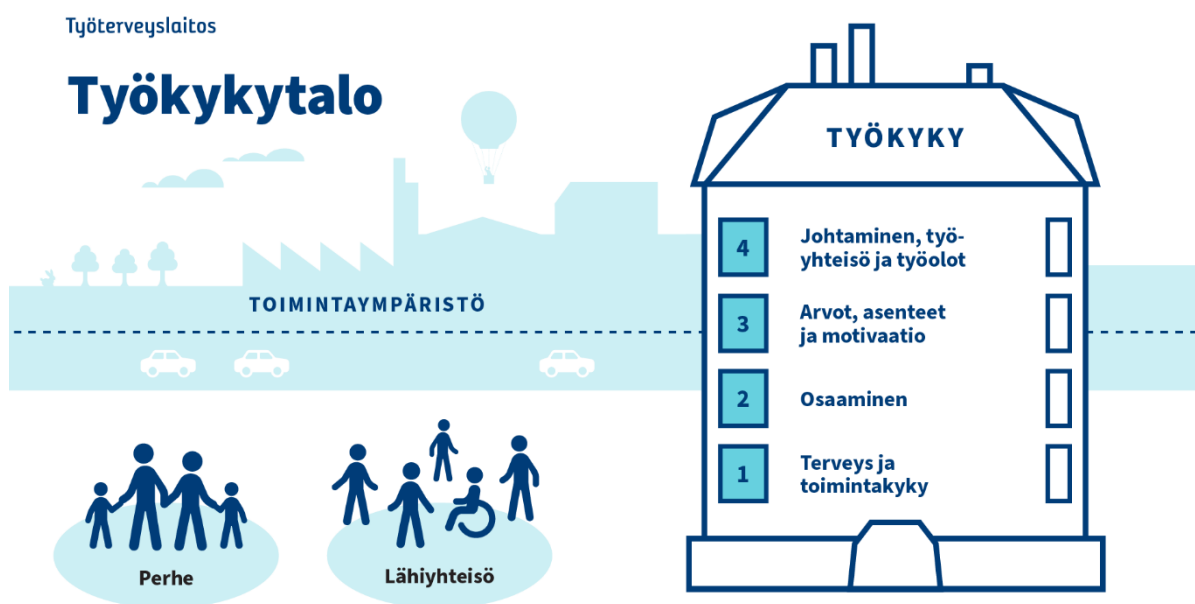 Työterveyslaitos
Työkykytalo
TYÖKYKY
4
Johtaminen, työ-
yhteisö ja työolot
TOIMINTAYMPÄRISTÖ
3
Arvot, asenteet
ja motivaatio
2
Osaaminen
1
Terveys ja
toimintakyky
Perhe
Lähiyhteisö